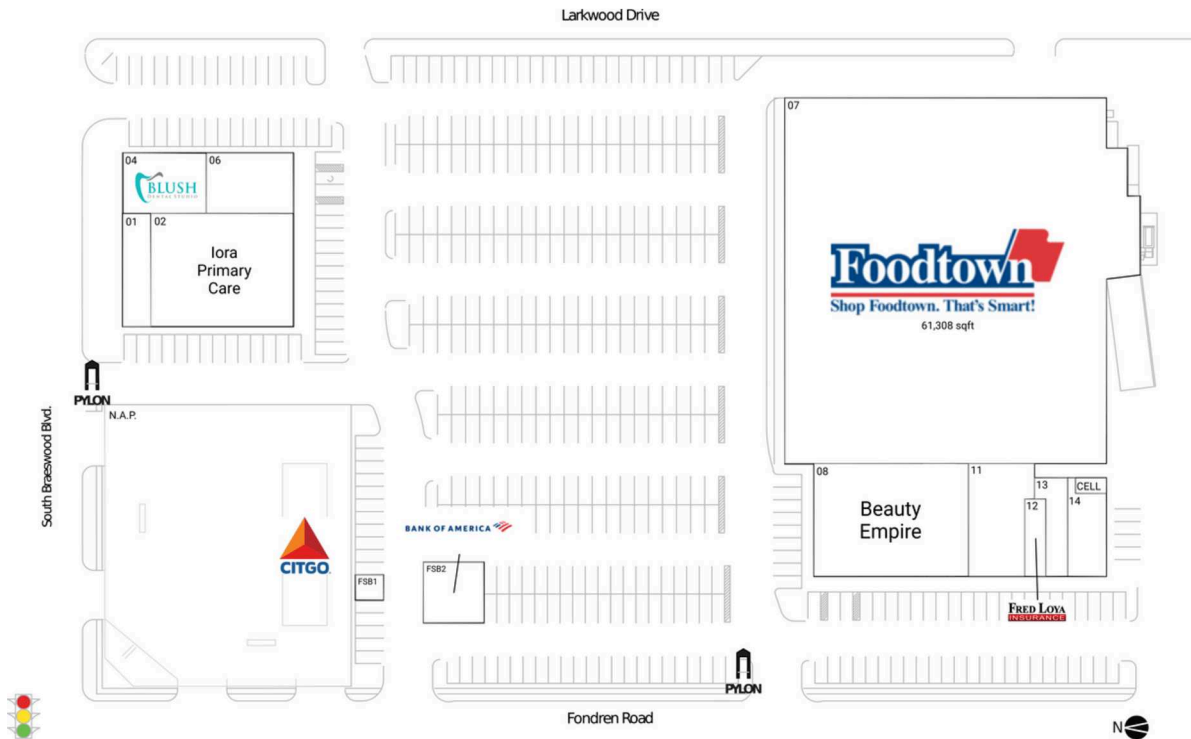 Larkwood Drive
07
04
06
BLUSH
DENTAL STUDIO
01
02
Iora
Primary
Care
Foodtown
Shop Foodtown. That's Smart!
61,308 sqft
PYLON
N.A.P.
South Braeswood Blvd.
08
11
13
CELL
14
12
Beauty
Empire
BANK OF AMERICA
CITGO
FSB1
FSB2
FRED LOYA
INSURANCE
PYLON
Fondren Road
N